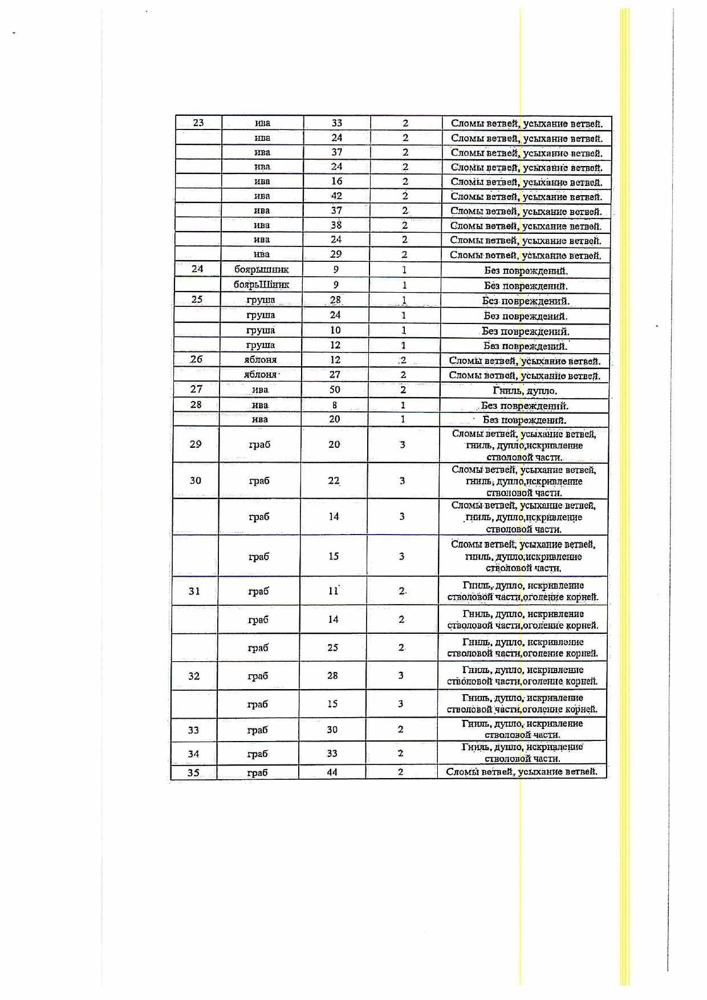 23 ива 33 2 Сломы ветвей, усыхание ветвей.
ива 24 2 Сломы ветвей, усыхание ветвей.
ива 37 2 Сломы ветвей, усыхание ветвей.
ива 24 2 Сломы ветвей, усыхание ветвей.
ива 16 2 Сломы ветвей, усыхание ветвей.
ива 42 2 Сломы ветвей, усыхание ветвей.
ива 37 2 Сломы ветвей, усыхание ветвей.
ива 38 2 Сломы ветвей, усыхание ветвей.
ива 24 2 Сломы ветвей, усыхание ветвей.
ива 29 2 Сломы ветвей, усыхание ветвей.
24 боярышник 9 1 Без повреждений.
боярьШник 9 1 Без повреждений.
25 груша 28 1 Без повреждений.
груша 24 1 Без повреждений.
груша 10 1 Без повреждений.
груша 12 1 Без повреждений.
26 яблоня 12 2 Сломы ветвей, усыхание ветвей.
яблоня 27 2 Сломы ветвей, усыхание ветвей.
27 ива 50 2 Гниль, дупло.
28 ива 8 1 Без повреждений.
ива 20 1 Без повреждений.
29 граб 20 3 Сломы ветвей, усыхание ветвей,
гниль, дупло,искривление
стволовой части.
30 граб 22 3 Сломы ветвей, усыхание ветвей,
гниль, дупло,искривление
стволовой части.
граб 14 3 Сломы ветвей, усыхание ветвей,
гниль, дупло,искривление
стволовой части.
граб 15 3 Сломы ветвей, усыхание ветвей,
гниль, дупло,искривление
стволовой части.
31 граб 11 2 Гниль, дупло, искривление
стволовой части,оголение корней.
граб 14 2 Гниль, дупло, искривление
стволовой части,оголение корней.
граб 25 2 Гниль, дупло, искривление
стволовой части,оголение корней.
32 граб 28 3 Гниль, дупло, искривление
стволовой части,оголение корней.
граб 15 3 Гниль, дупло, искривление
стволовой части,оголение корней.
33 граб 30 2 Гниль, дупло, искривление
стволовой части.
34 граб 33 2 Гниль, дупло, искривление
стволовой части.
35 граб 44 2 Сломы ветвей, усыхание ветвей.